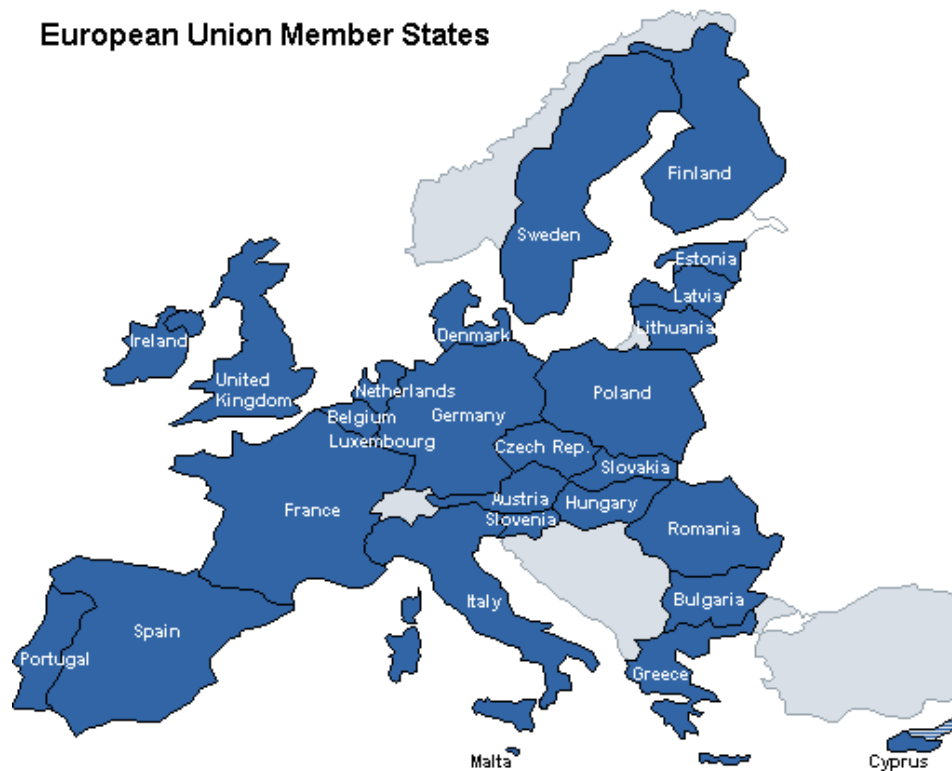 European Union Member States
Finland
Sweden
Estonia
Latvia
Lithuania
Denmark
Ireland
United
Kingdom
Netherlands
Belgium
Germany
Luxembourg
Poland
Czech Rep.
Slovakia
Austria
Hungary
Slovenia
France
Romania
Italy
Bulgaria
Spain
Portugal
Greece
Malta
Cyprus